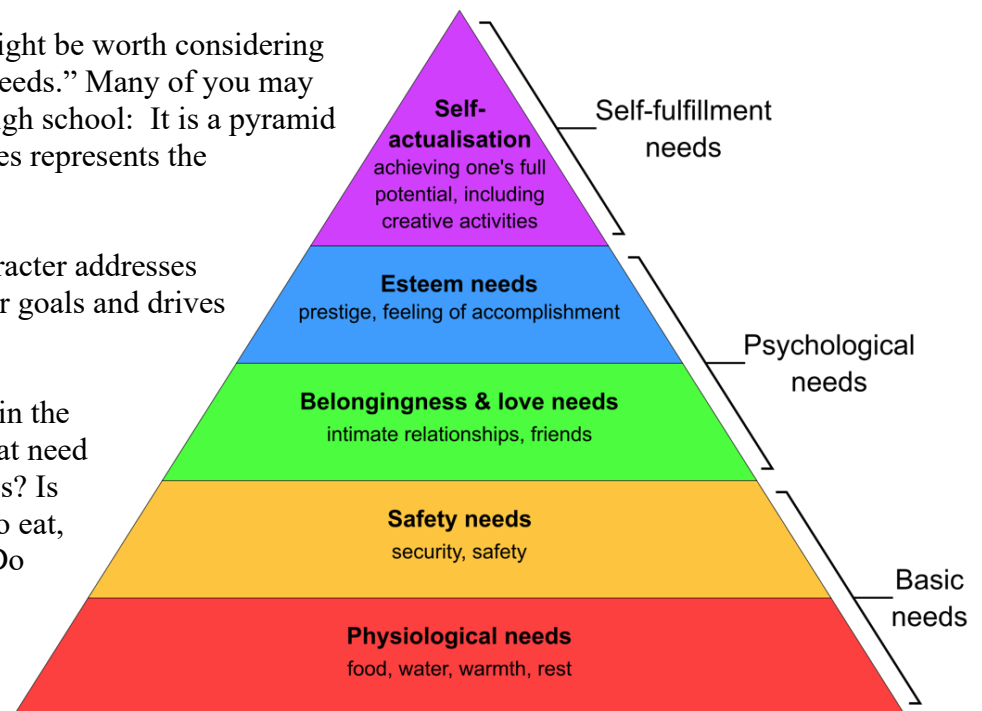 ight be worth considering
eeds.” Many of you may
gh school:  It is a pyramid
es represents the
racter addresses
r goals and drives
in the
at need
s? Is
o eat,
Do
Self-
actualisation
achieving one's full
potential, including
creative activities
Esteem needs
prestige, feeling of accomplishment
Belongingness & love needs
intimate relationships, friends
Safety needs
security, safety
Physiological needs
food, water, warmth, rest
Self-fulfillment
needs
Psychological
needs
Basic
needs